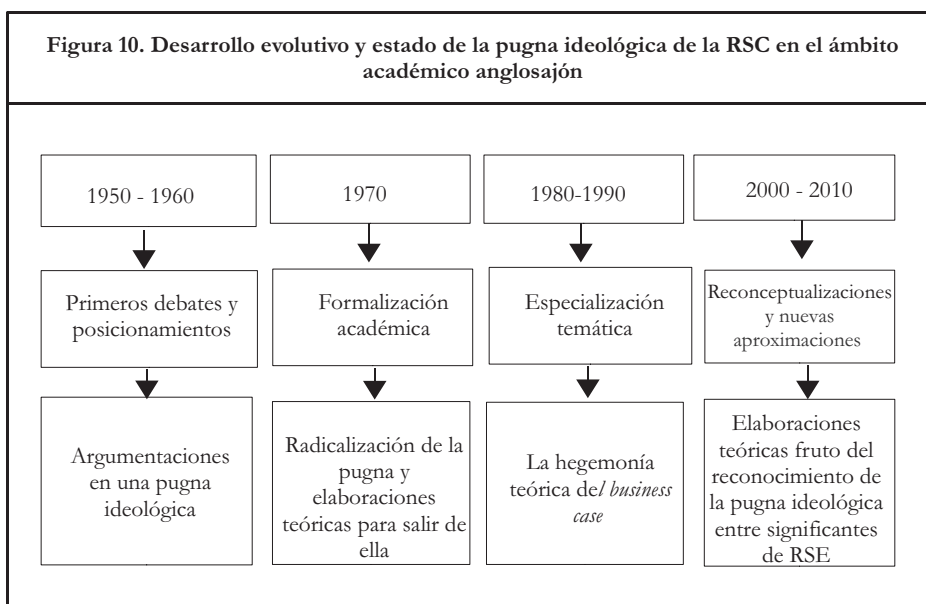 Figura 10. Desarrollo evolutivo y estado de la pugna ideológica de la RSC en el ámbito
académico anglosajón
1950 - 1960
Primeros debates y
posicionamientos
Argumentaciones
en una pugna
ideológica
1970
Formalización
académica
Radicalización de la
pugna y
elaboraciones
teóricas para salir de
ella
1980-1990
Especialización
temática
La hegemonía
teórica del business
case
2000 - 2010
Reconceptualizaciones
y nuevas
aproximaciones
Elaboraciones
teóricas fruto del
reconocimiento de
la pugna ideológica
entre significantes
de RSE